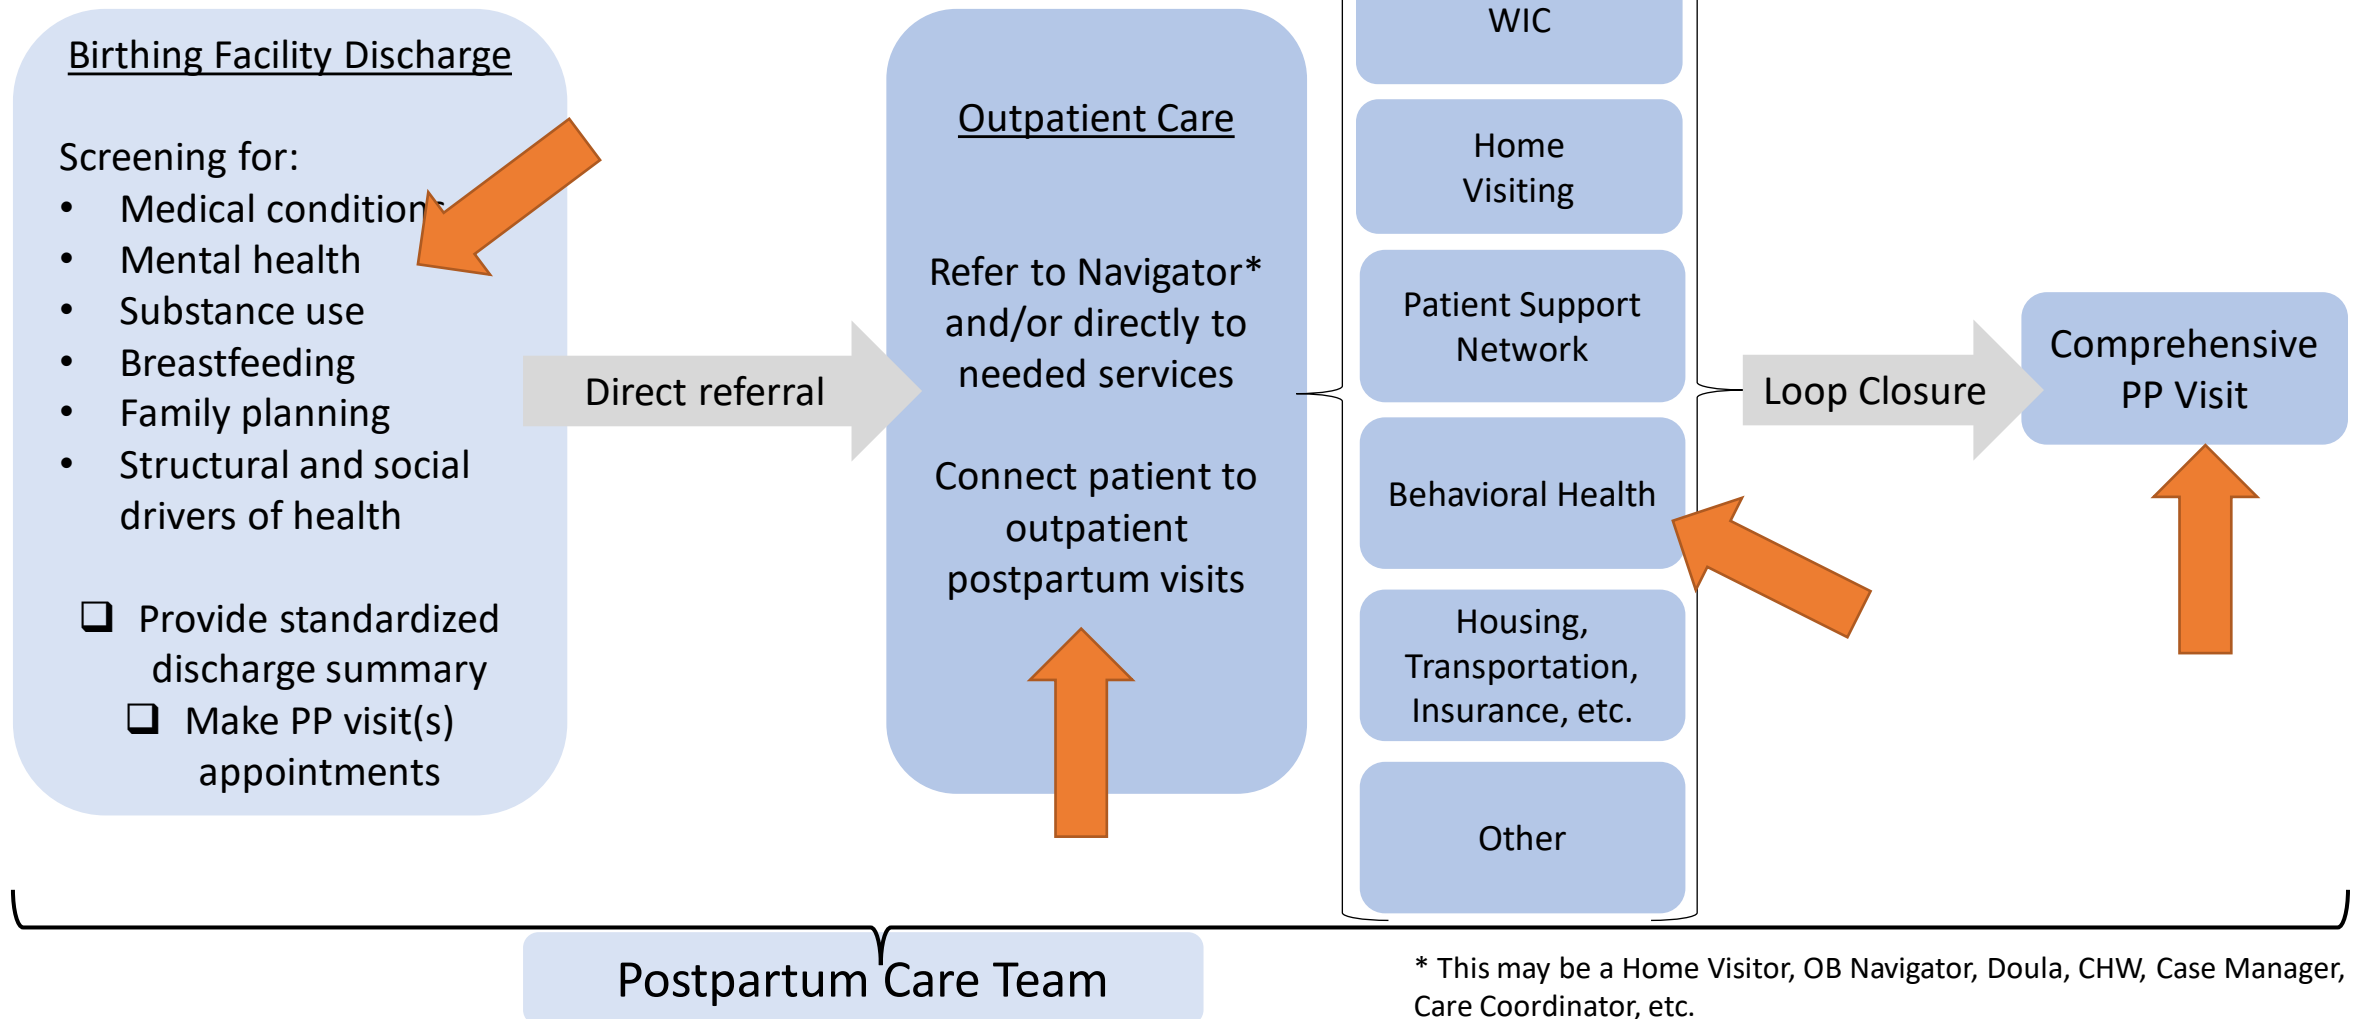 Birthing Facility Discharge
Screening for:
• Medical conditions
• Mental health
• Substance use
• Breastfeeding
• Family planning
• Structural and social
drivers of health
❑ Provide standardized
discharge summary
❑ Make PP visit(s)
appointments
Direct referral
Outpatient Care
Refer to Navigator*
and/or directly to
needed services
Connect patient to
outpatient
postpartum visits
WIC
Home
Visiting
Patient Support
Network
Behavioral Health
Housing,
Transportation,
Insurance, etc.
Other
Loop Closure
Comprehensive
PP Visit
Postpartum Care Team
* This may be a Home Visitor, OB Navigator, Doula, CHW, Case Manager,
Care Coordinator, etc.